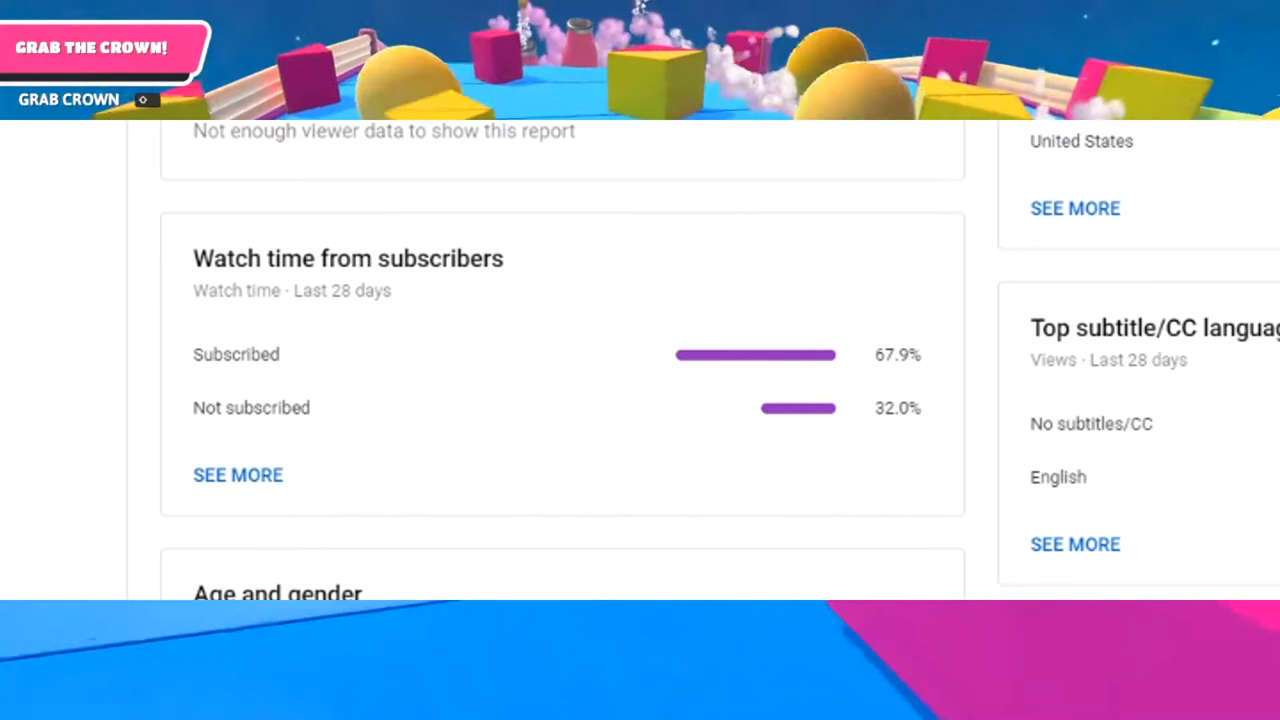 GRAB THE CROWN!
GRAB CROWN
Not enough viewer data to show this report
Watch time from subscribers
Watch time · Last 28 days
Subscribed 67.9%
Not subscribed 32.0%
SEE MORE
Age and gender
United States
SEE MORE
Top subtitle/CC languag
Views · Last 28 days
No subtitles/CC
English
SEE MORE